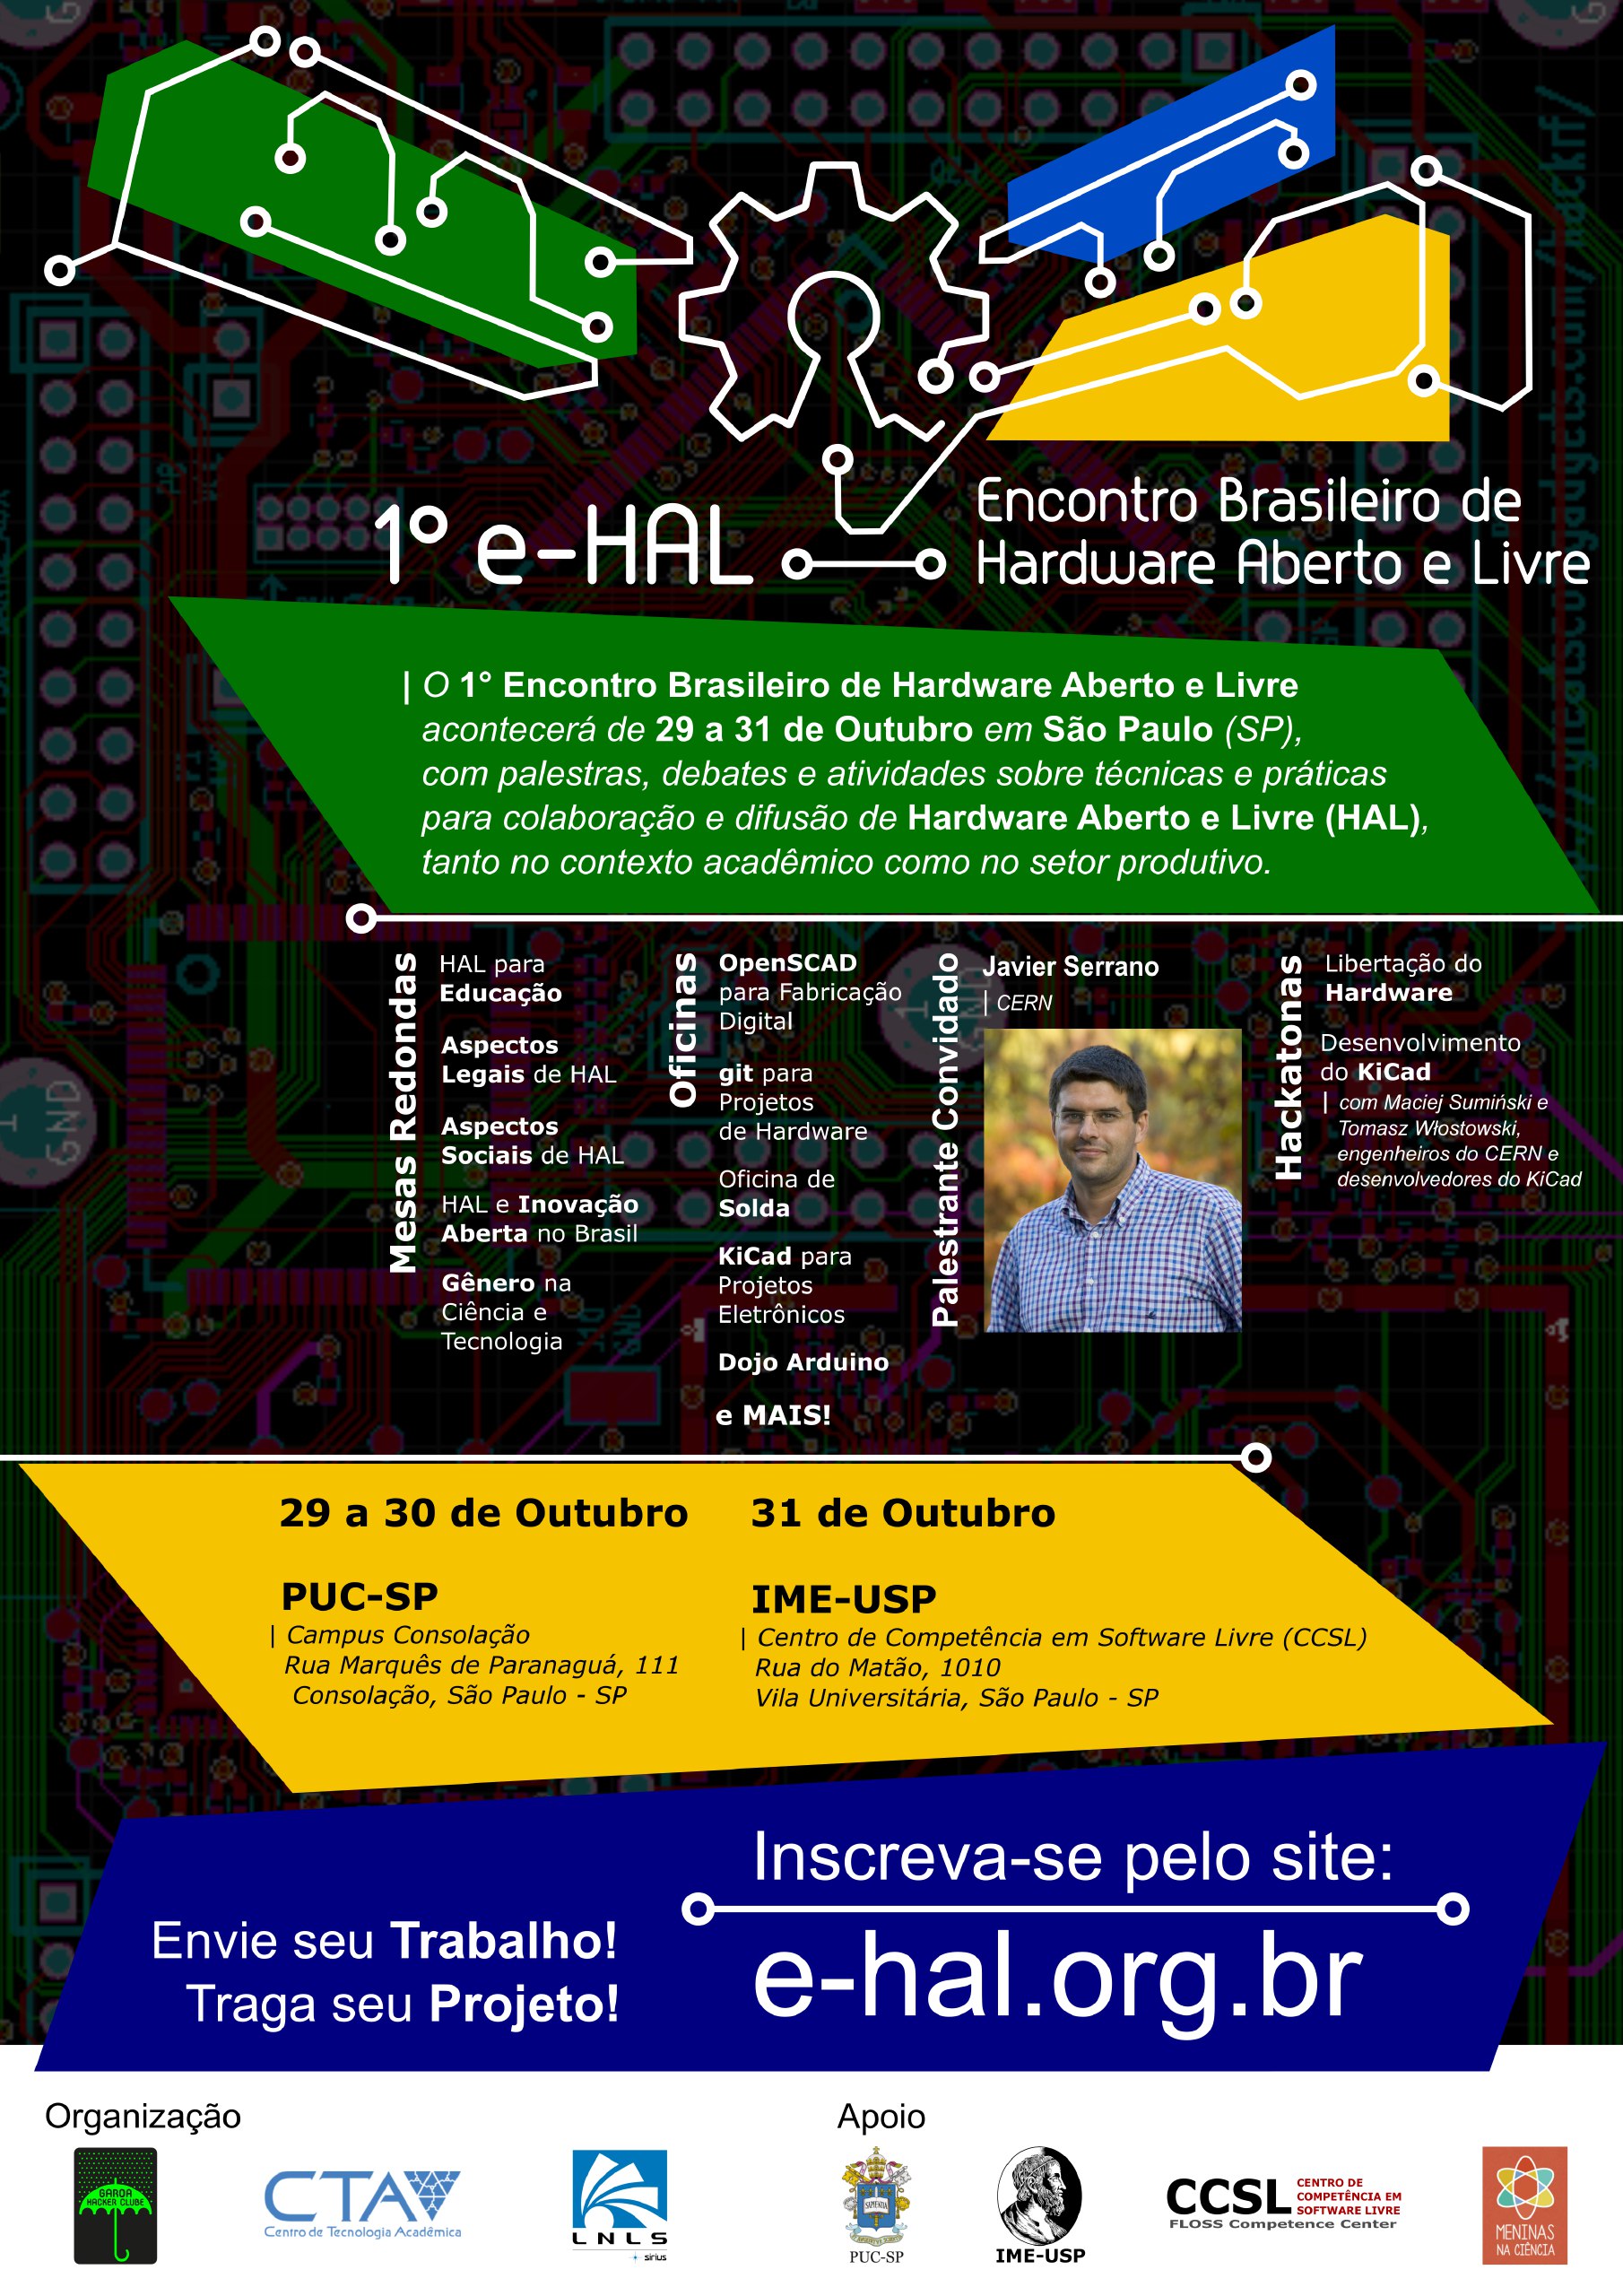 1º e-HAL
Encontro Brasileiro de
Hardware Aberto e Livre
| O 1° Encontro Brasileiro de Hardware Aberto e Livre
acontecerá de 29 a 31 de Outubro em São Paulo (SP),
com palestras, debates e atividades sobre técnicas e práticas
para colaboração e difusão de Hardware Aberto e Livre (HAL),
tanto no contexto acadêmico como no setor produtivo.
Mesas Redondas
HAL para
Educação
Aspectos
Legais de HAL
Aspectos
Sociais de HAL
HAL e Inovação
Aberta no Brasil
Gênero na
Ciência e
Tecnologia
Oficinas
OpenSCAD
para Fabricação
Digital
git para
Projetos
de Hardware
Oficina de
Solda
KiCad para
Projetos
Eletrônicos
Dojo Arduino
e MAIS!
Palestrante Convidado
Javier Serrano
| CERN
Hackatonas
Libertação do
Hardware
Desenvolvimento
do KiCad
| com Maciej Sumiński e
Tomasz Włostowski,
engenheiros do CERN e
desenvolvedores do KiCad
29 a 30 de Outubro
PUC-SP
| Campus Consolação
Rua Marquês de Paranaguá, 111
Consolação, São Paulo - SP
31 de Outubro
IME-USP
| Centro de Competência em Software Livre (CCSL)
Rua do Matão, 1010
Vila Universitária, São Paulo - SP
Envie seu Trabalho!
Traga seu Projeto!
Inscreva-se pelo site:
e-hal.org.br
Organização
GAROA
HACKER CLUBE
CTA
Centro de Tecnologia Acadêmica
LNLS
sirius
Apoio
SAPIENTIA
PUC-SP
IME-USP
CCSL
CENTRO DE
COMPETÊNCIA EM
SOFTWARE LIVRE
FLOSS Competence Center
MENINAS
NA CIÊNCIA
GND
GND
GND